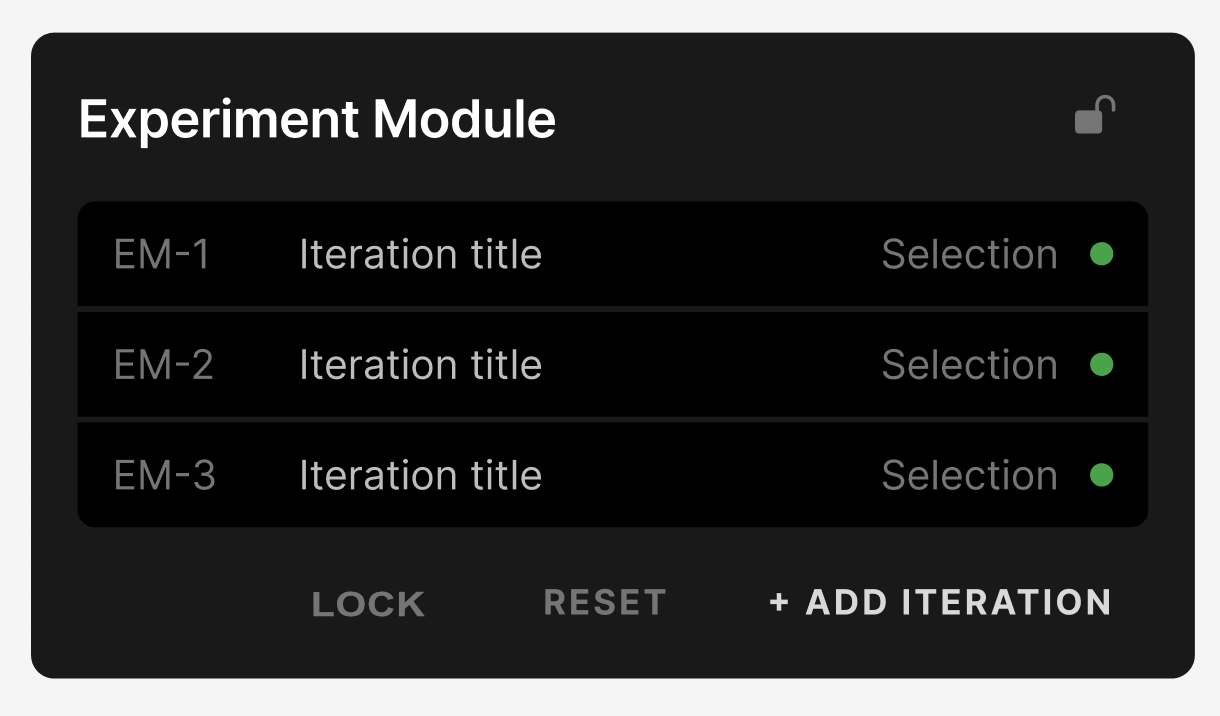 Experiment Module
EM-1 Iteration title Selection
EM-2 Iteration title Selection
EM-3 Iteration title Selection
LOCK RESET + ADD ITERATION